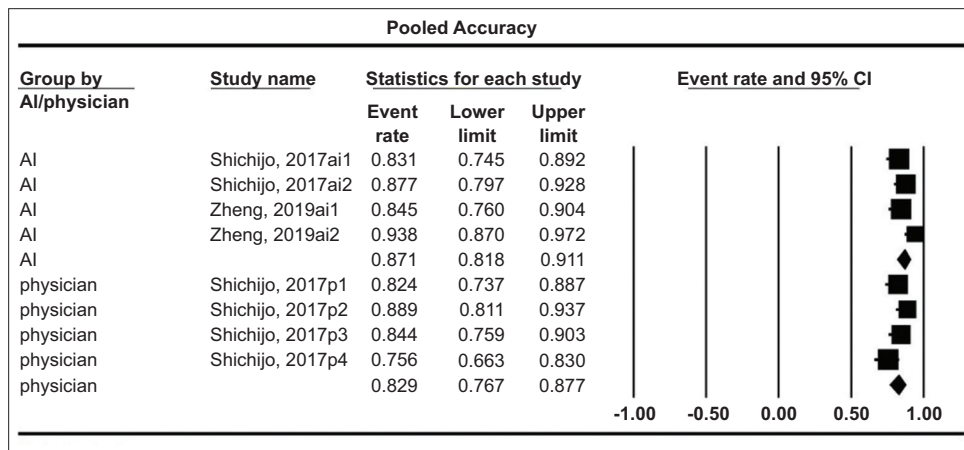 Pooled Accuracy
Group by Study name Statistics for each study Event rate and 95% CI
AI/physician
Event Lower Upper
rate limit limit
AI Shichijo, 2017ai1 0.831 0.745 0.892
AI Shichijo, 2017ai2 0.877 0.797 0.928
AI Zheng, 2019ai1 0.845 0.760 0.904
AI Zheng, 2019ai2 0.938 0.870 0.972
AI 0.871 0.818 0.911
physician Shichijo, 2017p1 0.824 0.737 0.887
physician Shichijo, 2017p2 0.889 0.811 0.937
physician Shichijo, 2017p3 0.844 0.759 0.903
physician Shichijo, 2017p4 0.756 0.663 0.830
physician 0.829 0.767 0.877
-1.00 -0.50 0.00 0.50 1.00